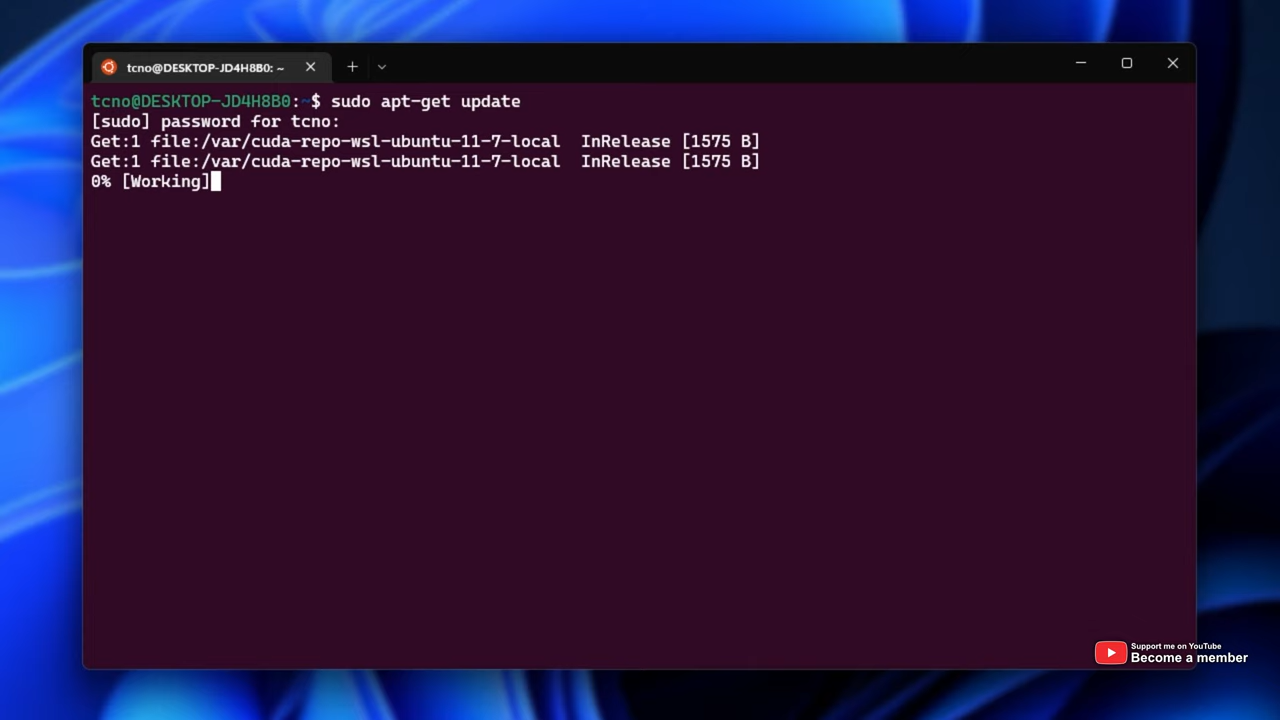 tcno@DESKTOP-JD4H8B0: ~
tcno@DESKTOP-JD4H8B0:~$ sudo apt-get update
[sudo] password for tcno:
Get:1 file:/var/cuda-repo-wsl-ubuntu-11-7-local  InRelease [1575 B]
Get:1 file:/var/cuda-repo-wsl-ubuntu-11-7-local  InRelease [1575 B]
0% [Working]
Support me on YouTube
Become a member